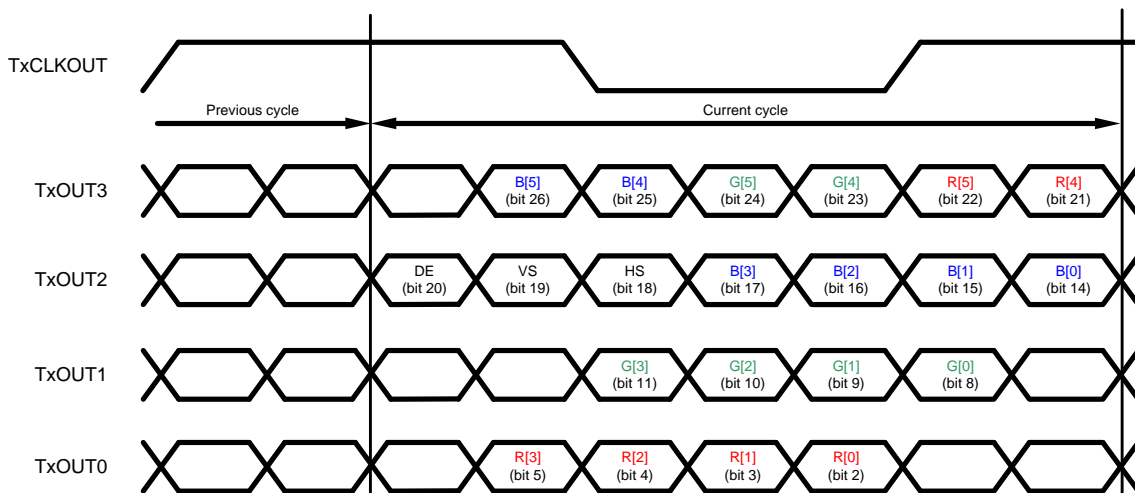 TxCLKOUT
Previous cycle
Current cycle
TxOUT3
B[5]
(bit 26)
B[4]
(bit 25)
G[5]
(bit 24)
G[4]
(bit 23)
R[5]
(bit 22)
R[4]
(bit 21)
TxOUT2
DE
(bit 20)
VS
(bit 19)
HS
(bit 18)
B[3]
(bit 17)
B[2]
(bit 16)
B[1]
(bit 15)
B[0]
(bit 14)
TxOUT1
G[3]
(bit 11)
G[2]
(bit 10)
G[1]
(bit 9)
G[0]
(bit 8)
TxOUT0
R[3]
(bit 5)
R[2]
(bit 4)
R[1]
(bit 3)
R[0]
(bit 2)